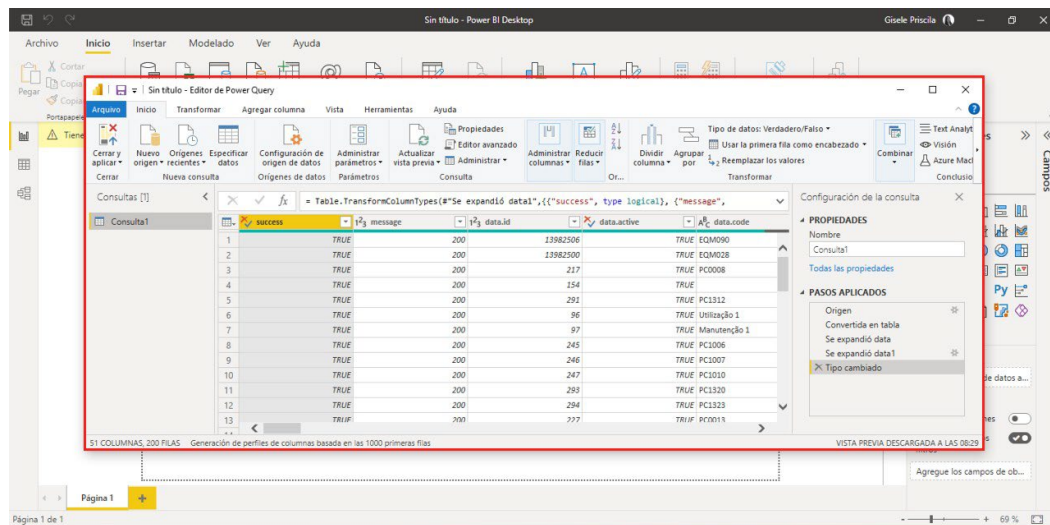 Sin título - Power BI Desktop
Gisele Priscila
Archivo Inicio Insertar Modelado Ver Ayuda
Pegar
Cortar
Portapapele
Tiene
Sin título - Editor de Power Query
Arquivo Inicio Transformar Agregar columna Vista Herramientas Ayuda
Cerrar y aplicar
Cerrar
Nuevo origen
Orígenes recientes
Especificar datos
Nueva consulta
Configuración de origen de datos
Orígenes de datos
Administrar parámetros
Parámetros
Actualizar vista previa
Propiedades
Editor avanzado
Administrar
Consulta
Administrar columnas
Reducir filas
Or...
Dividir columna
Agrupar por
Tipo de datos: Verdadero/Falso
Usar la primera fila como encabezado
Reemplazar los valores
Transformar
Combinar
Text Analyt
Visión
Azure Macl
Conclusio
Consultas [1]
Consulta1
= Table.TransformColumnTypes(#"Se expandió data1",{{"success", type logical}, {"message",
success 123 message 123 data.id data.active ABC data.code
1 TRUE 200 13982506 TRUE EQM090
2 TRUE 200 13982500 TRUE EQM028
3 TRUE 200 217 TRUE PC0008
4 TRUE 200 154 TRUE
5 TRUE 200 291 TRUE PC1312
6 TRUE 200 96 TRUE Utilização 1
7 TRUE 200 97 TRUE Manutenção 1
8 TRUE 200 245 TRUE PC1006
9 TRUE 200 246 TRUE PC1007
10 TRUE 200 247 TRUE PC1010
11 TRUE 200 293 TRUE PC1320
12 TRUE 200 294 TRUE PC1323
13 TRUE 200 227 TRUE PC0013
Configuración de la consulta
PROPIEDADES
Nombre
Consulta1
Todas las propiedades
PASOS APLICADOS
Origen
Convertida en tabla
Se expandió data
Se expandió data1
Tipo cambiado
51 COLUMNAS, 200 FILAS Generación de perfiles de columnas basada en las 1000 primeras filas
VISTA PREVIA DESCARGADA A LAS 08:29
Campos
Py
de datos a...
Agregue los campos de ob...
Página 1
Página 1 de 1
69 %